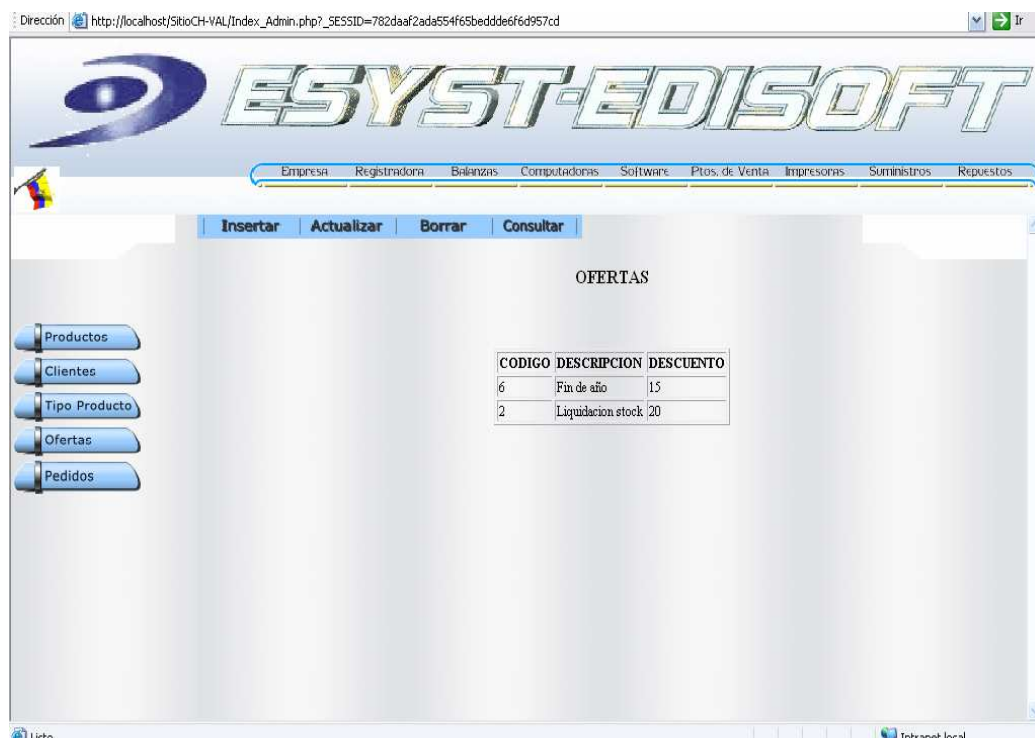 Dirección http://localhost/SitioCH-VAL/Index_Admin.php?_SESSID=782daaf2ada554f65beddde6f6d957cd Ir
ESYST-EDISOFT
Empresa Registradora Balanzas Computadoras Software Ptos. de Venta Impresoras Suministros Repuestos
Insertar Actualizar Borrar Consultar
OFERTAS
Productos
Clientes
Tipo Producto
Ofertas
Pedidos
CODIGO DESCRIPCION DESCUENTO
6 Fin de año 15
2 Liquidacion stock 20
Listo Intranet local